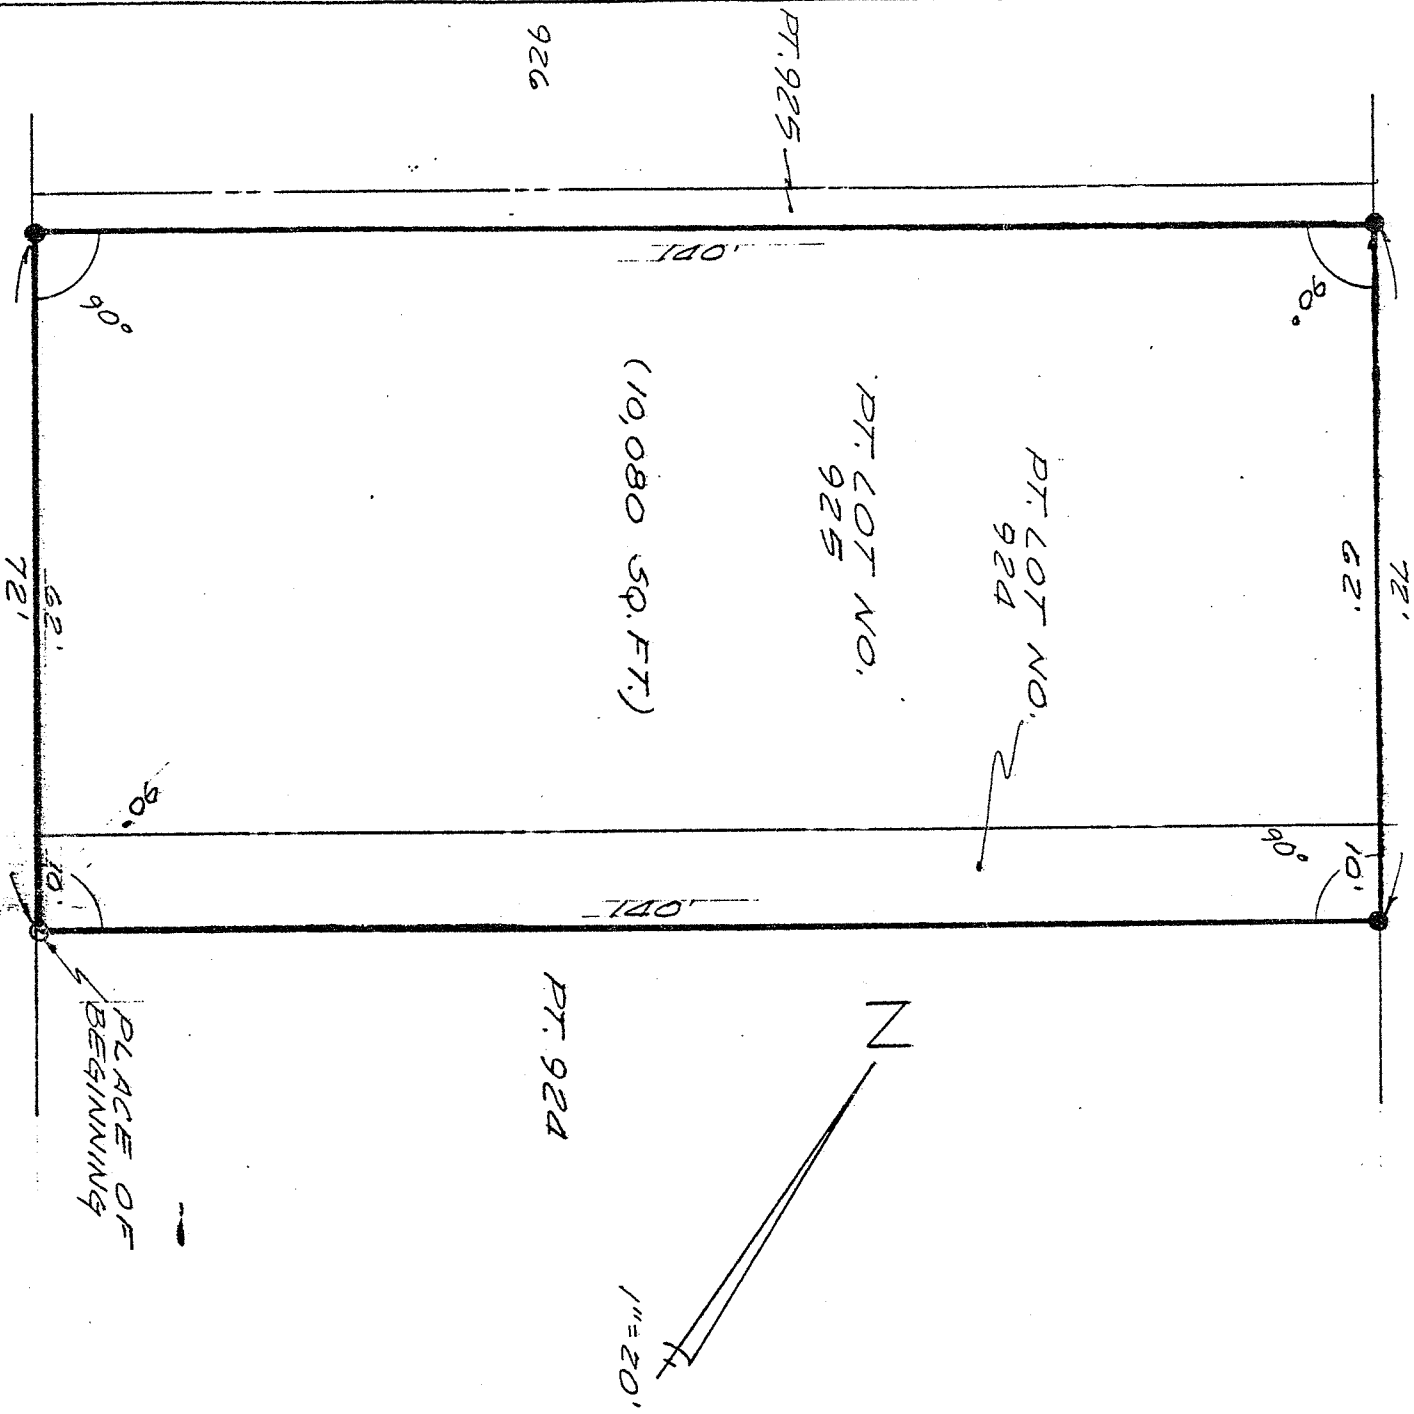 926
PT. 925
140'
90°
90°
PT. LOT NO.
925
PT. LOT NO.
924
(10,080 SQ. FT.)
72'
62'
62'
72'
90°
90°
10'
10'
140'
PT. 924
N
PLACE OF
BEGINNING
1"=20'